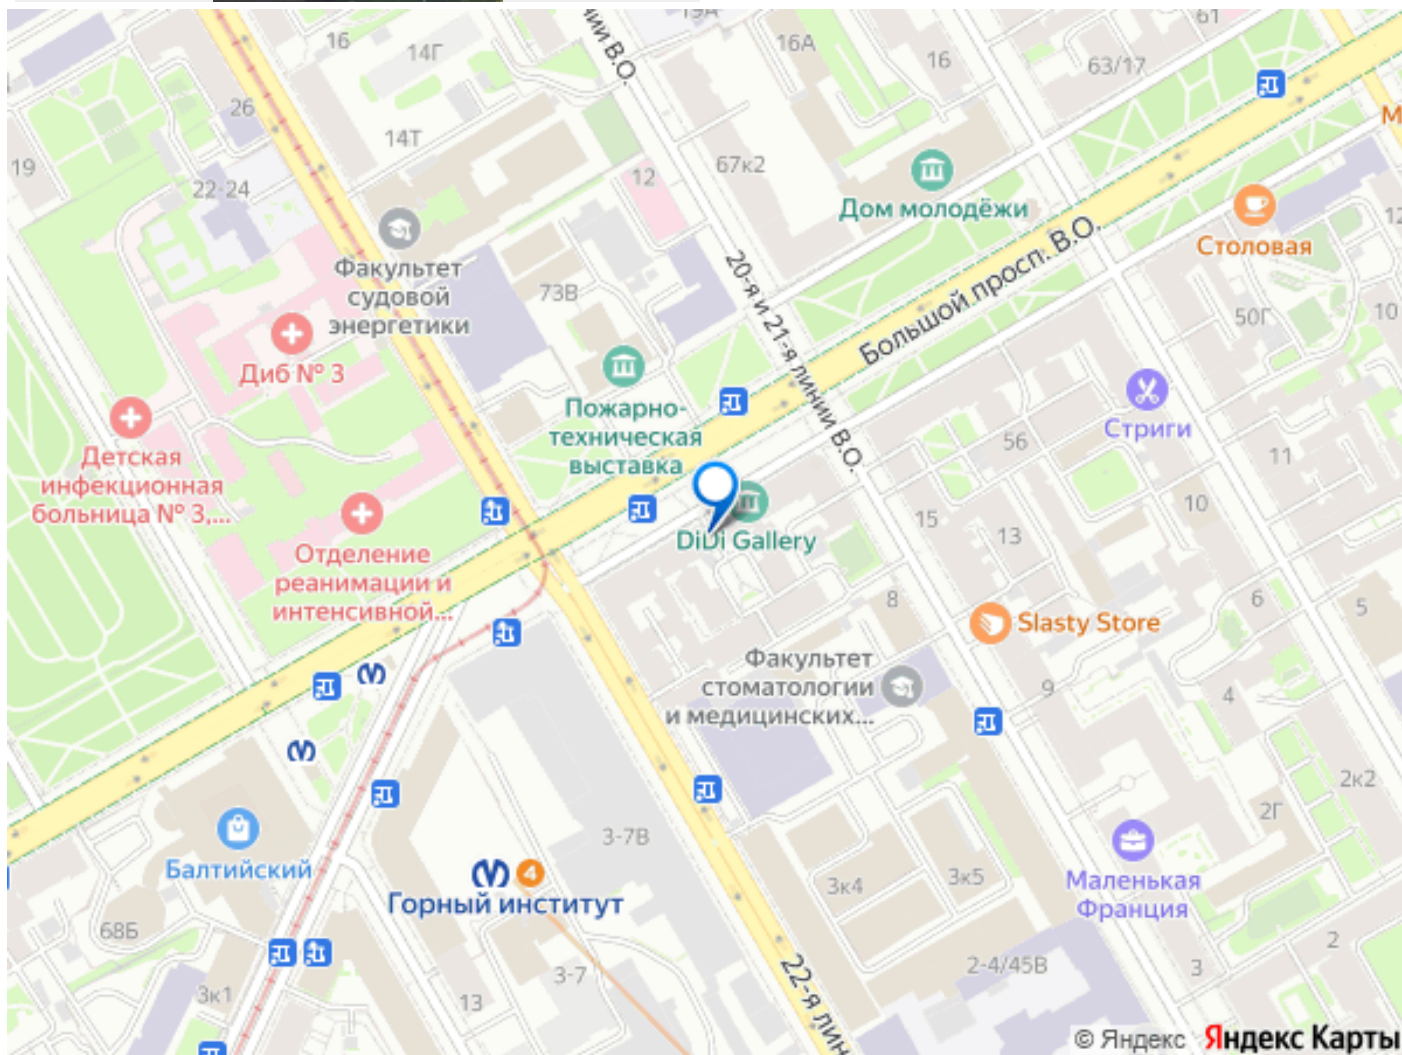 19А
16
14Г
16А
61
16
63/17
26
14Т
19
22-24
12
67к2
Дом молодёжи
Столовая
12
Факультет
судовой
энергетики
73В
20-я и 21-я линии В.О.
Большой просп. В.О.
50Г
10
Диб № 3
Пожарно-
техническая
выставка
Стриги
56
11
Детская
инфекционная
больница № 3,...
10
15
13
DiDi Gallery
Отделение
реанимации и
интенсивной...
8
6
5
Slasty Store
Факультет
стоматологии
и медицинских...
9
4
2к2
2Г
3-7В
Балтийский
4
Горный институт
3к4
3к5
Маленькая
Франция
68Б
2
3-7
2-4/45В
3
3к1
13
22-я лин
© Яндекс Яндекс Карты